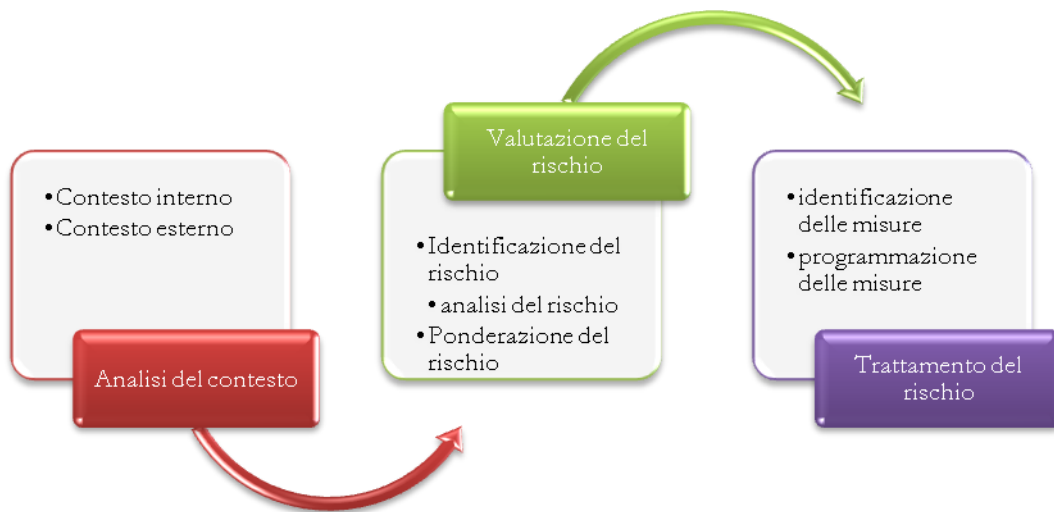 • Contesto interno
• Contesto esterno
Analisi del contesto
Valutazione del
rischio
• Identificazione del
rischio
• analisi del rischio
• Ponderazione del
rischio
• identificazione
delle misure
• programmazione
delle misure
Trattamento del
rischio